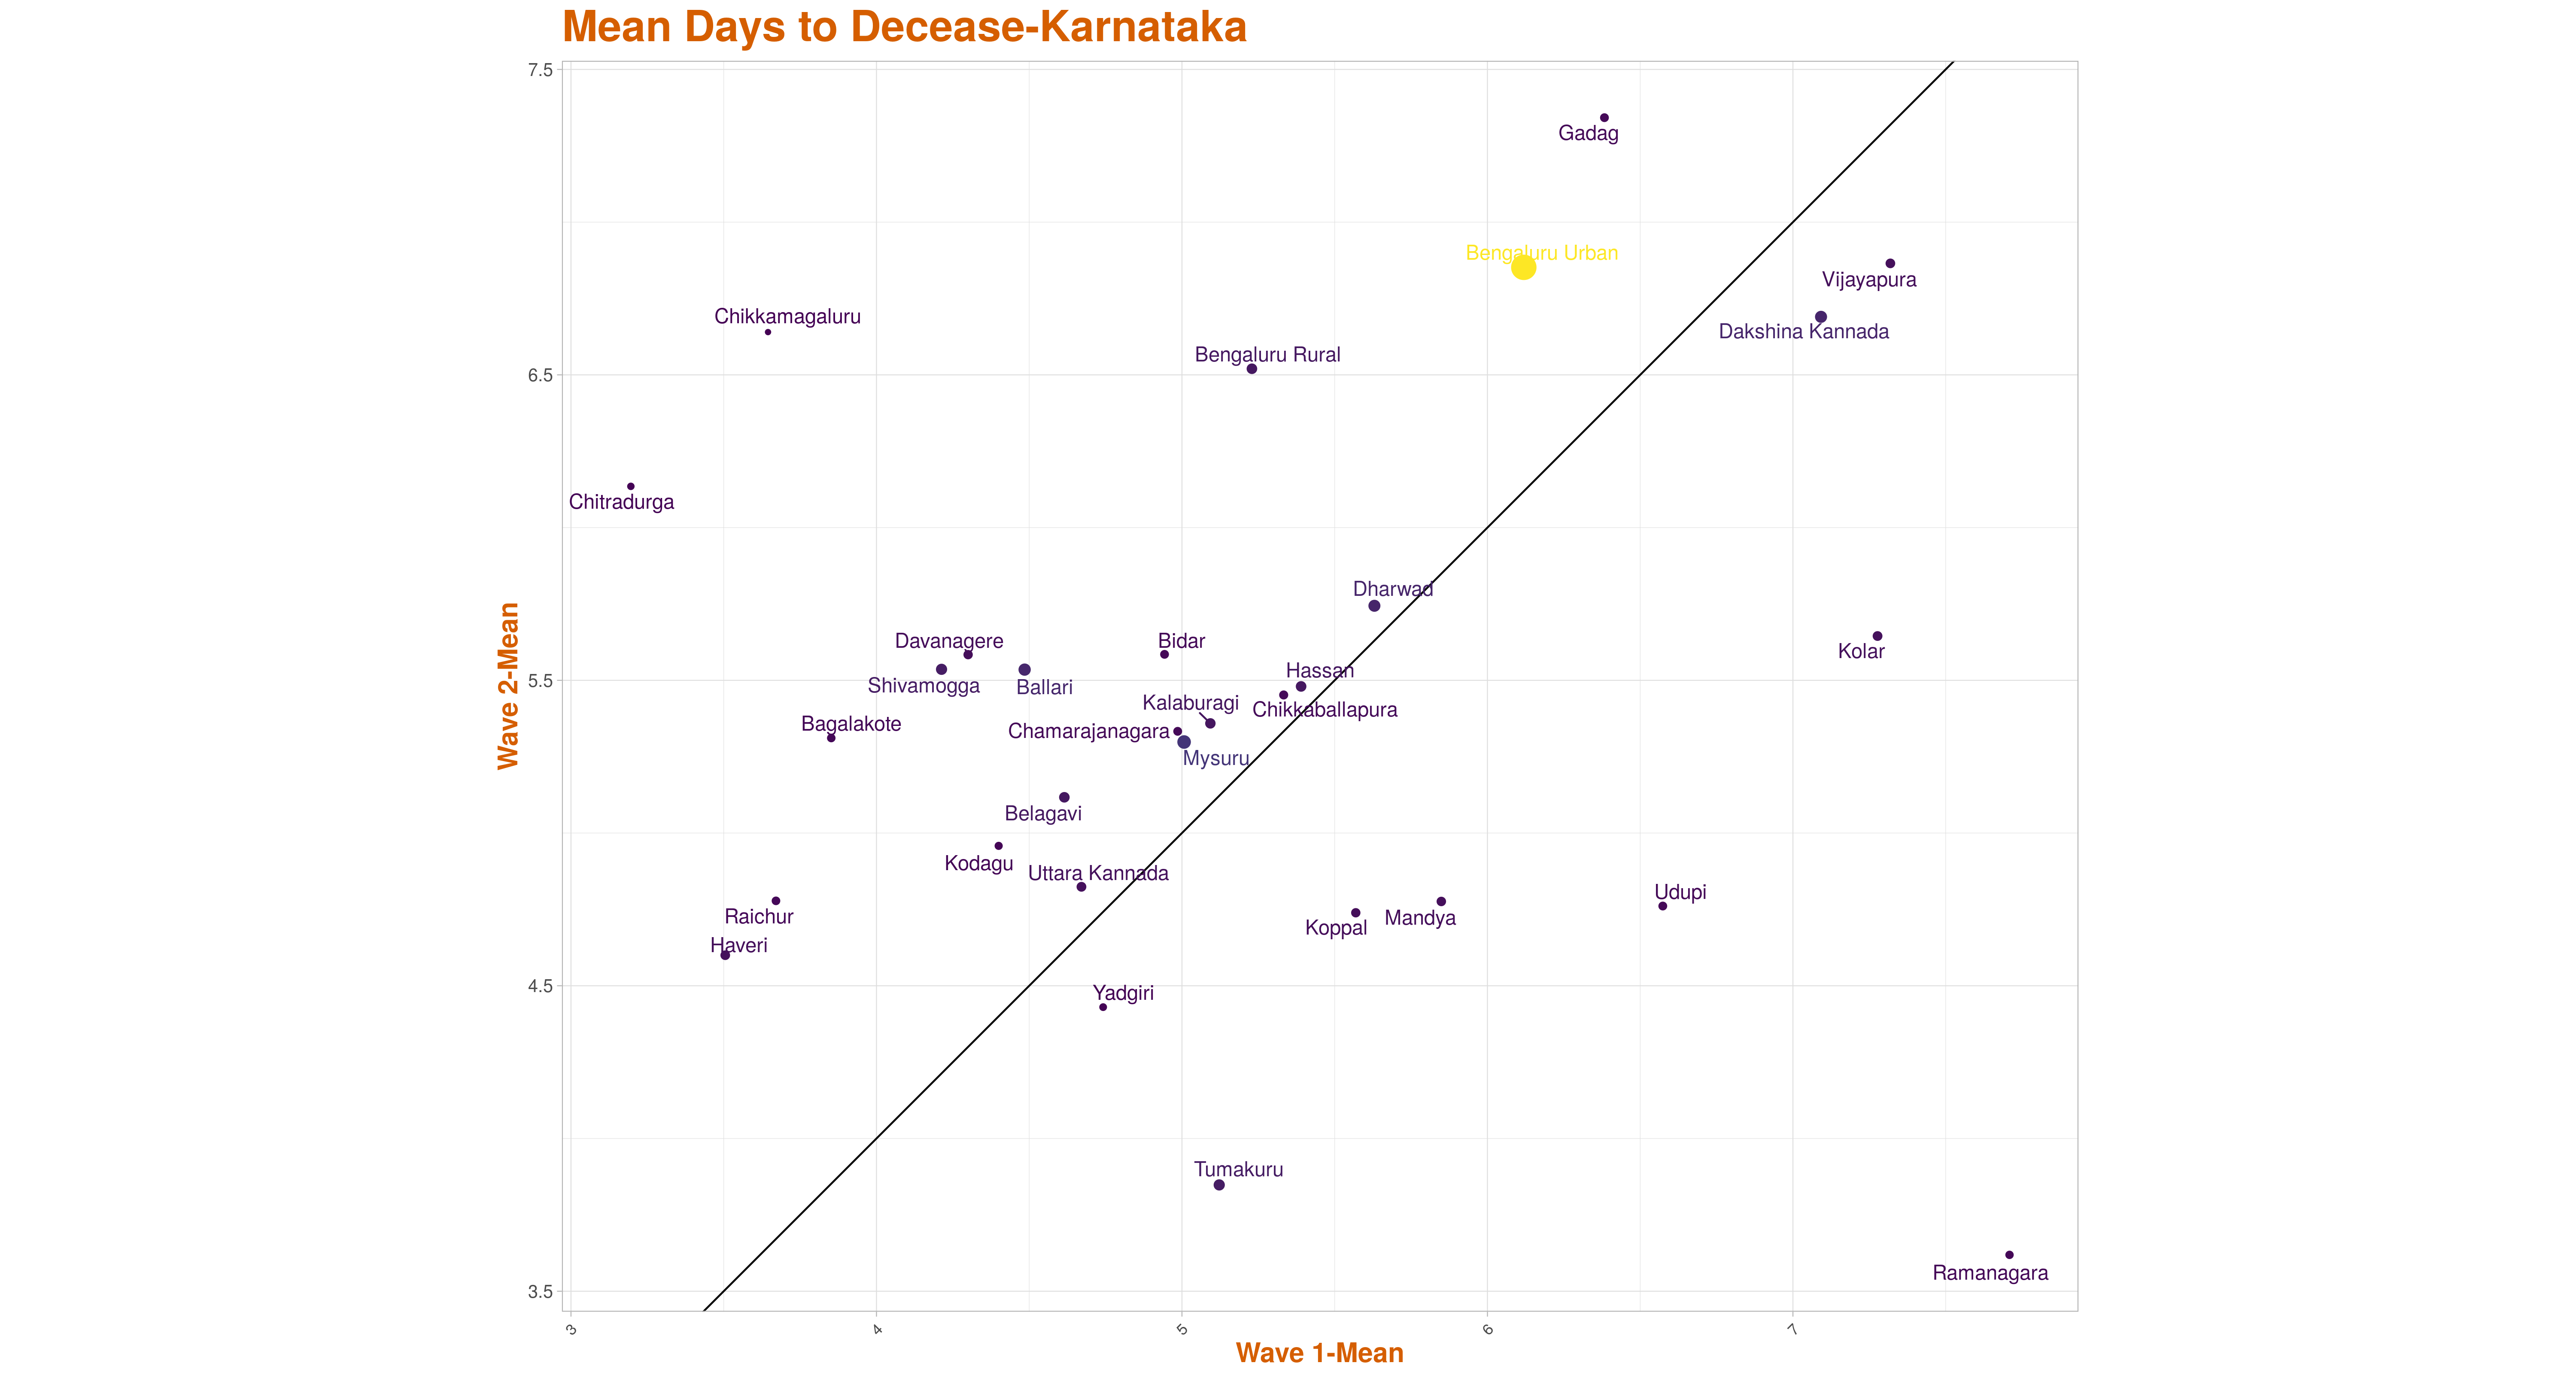 Mean Days to Decease-Karnataka
7.5
Gadag
Bengaluru Urban
Vijayapura
Chikkamagaluru
Dakshina Kannada
Bengaluru Rural
6.5
Chitradurga
Dharwad
Davanagere
Bidar
Kolar
Hassan
5.5
Shivamogga
Ballari
Kalaburagi
Chikkaballapura
Bagalakote
Chamarajanagara
Mysuru
Wave 2-Mean
Belagavi
Kodagu
Uttara Kannada
Udupi
Raichur
Mandya
Koppal
Haveri
4.5
Yadgiri
Tumakuru
Ramanagara
3.5
3
4
5
6
7
Wave 1-Mean